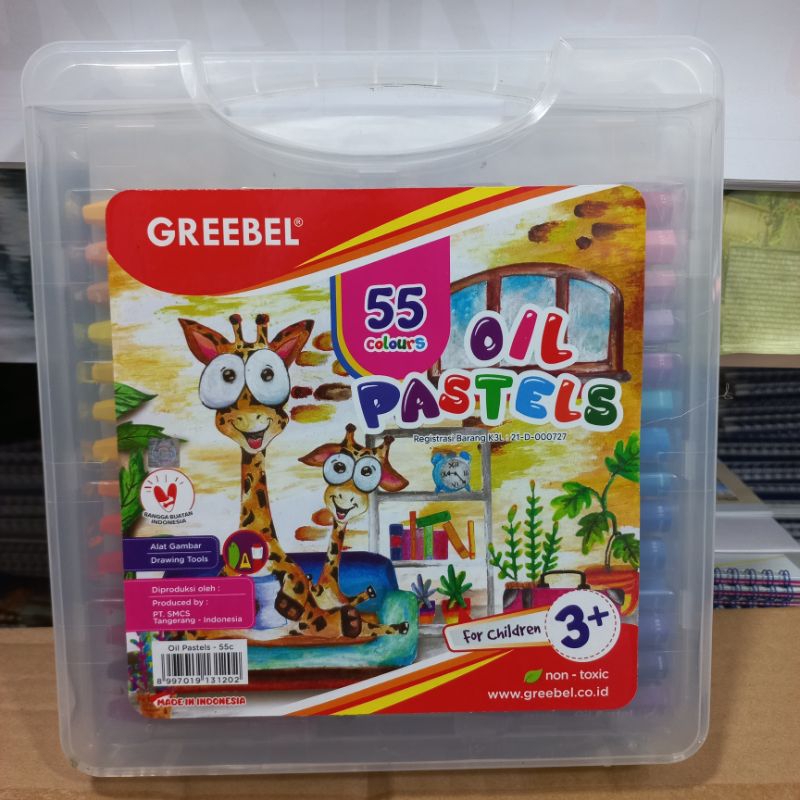 GREEBEL®
55
colours
OIL
PASTELS
Registrasi Barang K3L : 21-D-000727
BANGGA BUATAN
INDONESIA
Alat Gambar
Drawing Tools
Diproduksi oleh :
Produced by :
PT. SMCS
Tangerang - Indonesia
Oil Pastels - 55c
8 997019 131202
MADE IN INDONESIA
for Children
3+
non - toxic
www.greebel.co.id